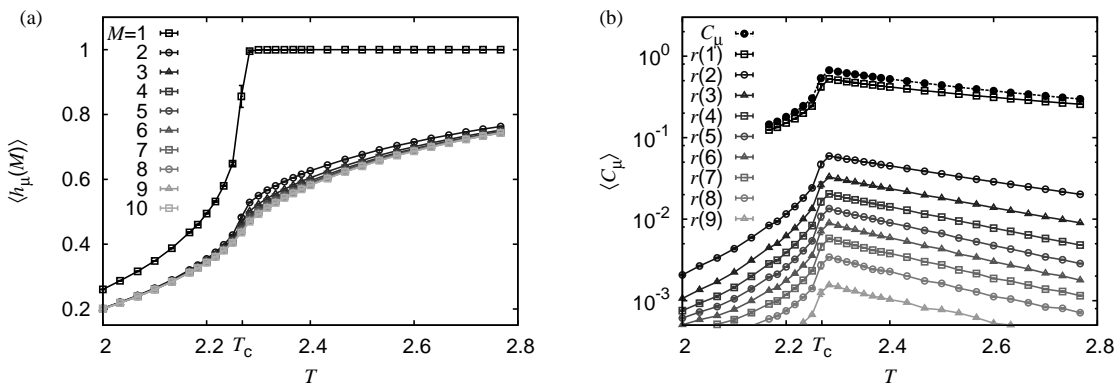 (a)
⟨hμ(M)⟩
M=1
2
3
4
5
6
7
8
9
10
1
0.8
0.6
0.4
0.2
2
2.2
Tc
2.4
2.6
2.8
T
(b)
⟨Cμ⟩
Cμ
r(1)
r(2)
r(3)
r(4)
r(5)
r(6)
r(7)
r(8)
r(9)
10^0
10^-1
10^-2
10^-3
2
2.2
Tc
2.4
2.6
2.8
T